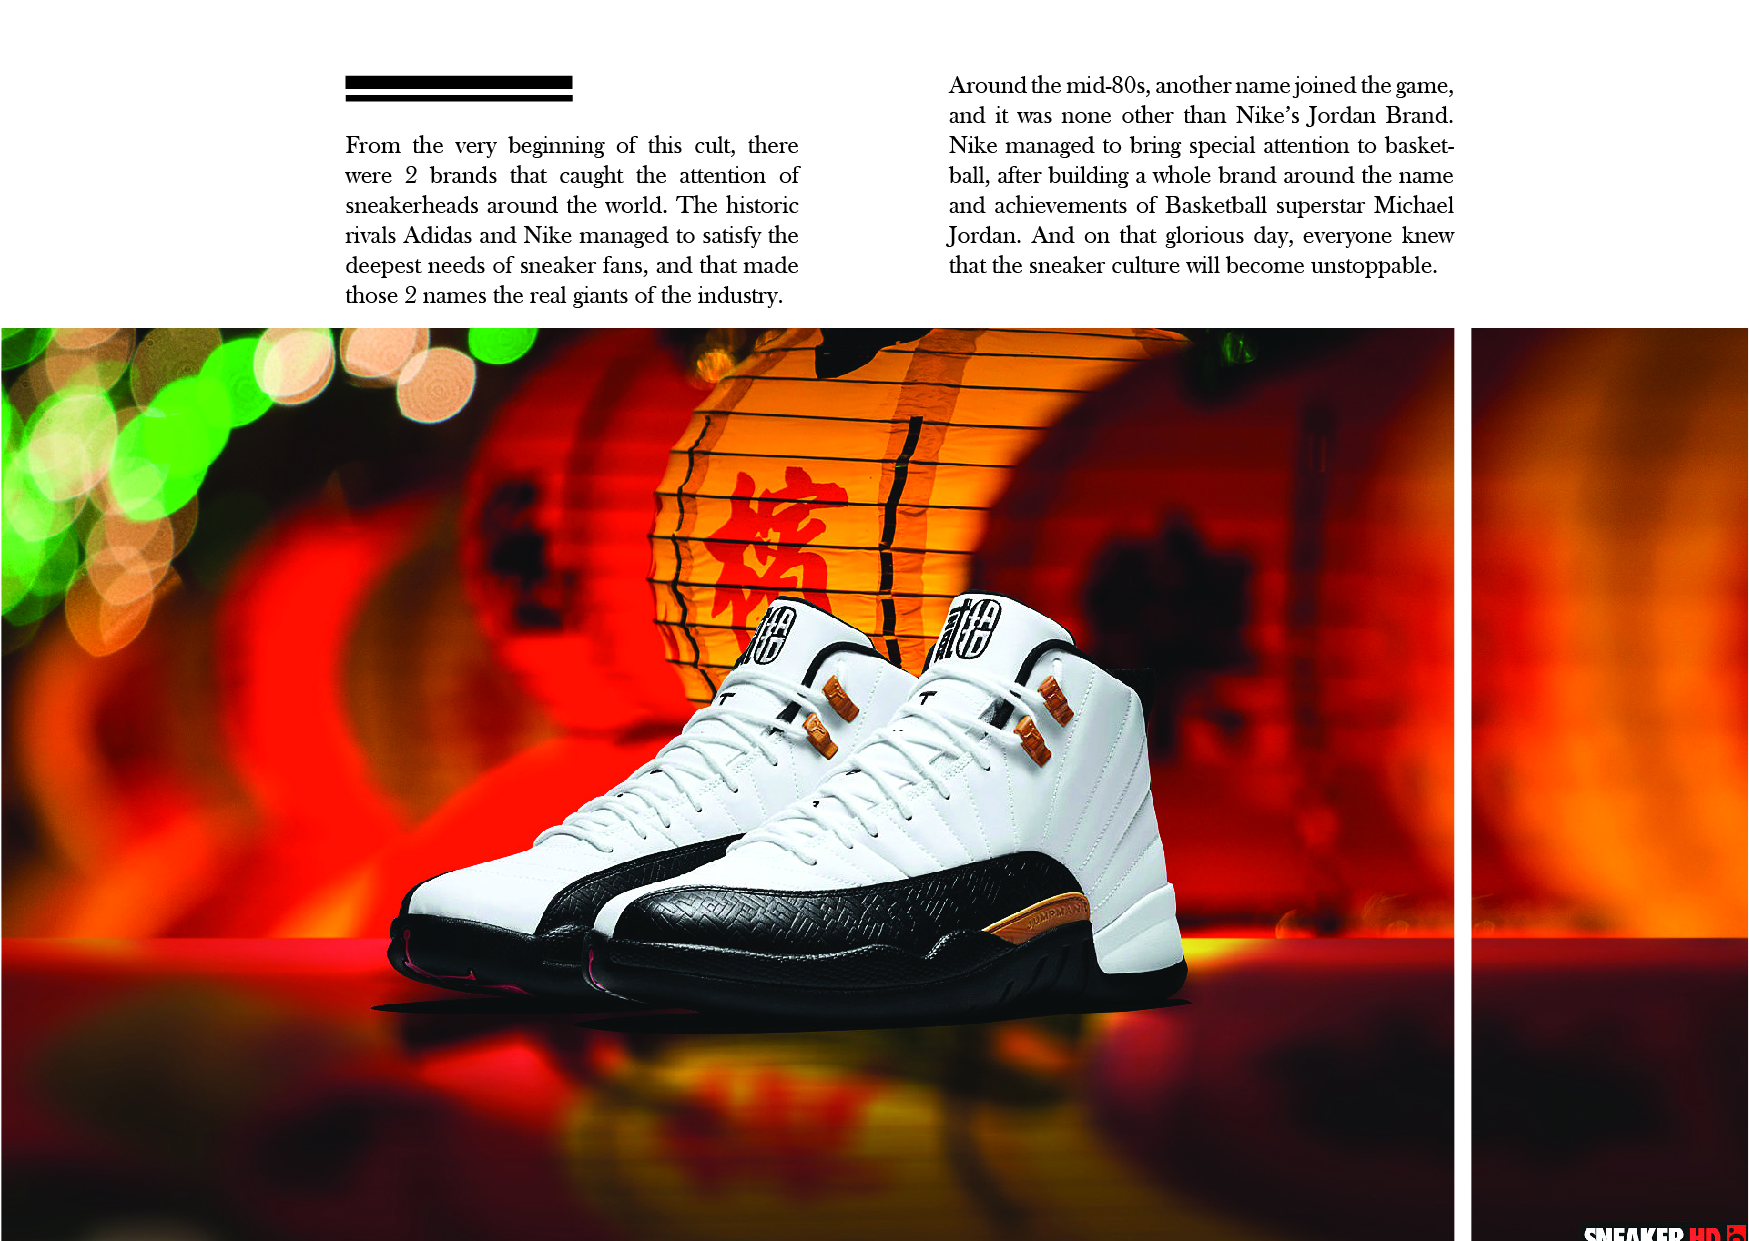 From the very beginning of this cult, there
were 2 brands that caught the attention of
sneakerheads around the world. The historic
rivals Adidas and Nike managed to satisfy the
deepest needs of sneaker fans, and that made
those 2 names the real giants of the industry.
Around the mid-80s, another name joined the game,
and it was none other than Nike’s Jordan Brand.
Nike managed to bring special attention to basket-
ball, after building a whole brand around the name
and achievements of Basketball superstar Michael
Jordan. And on that glorious day, everyone knew
that the sneaker culture will become unstoppable.
JUMPMAN
SNEAKER HD